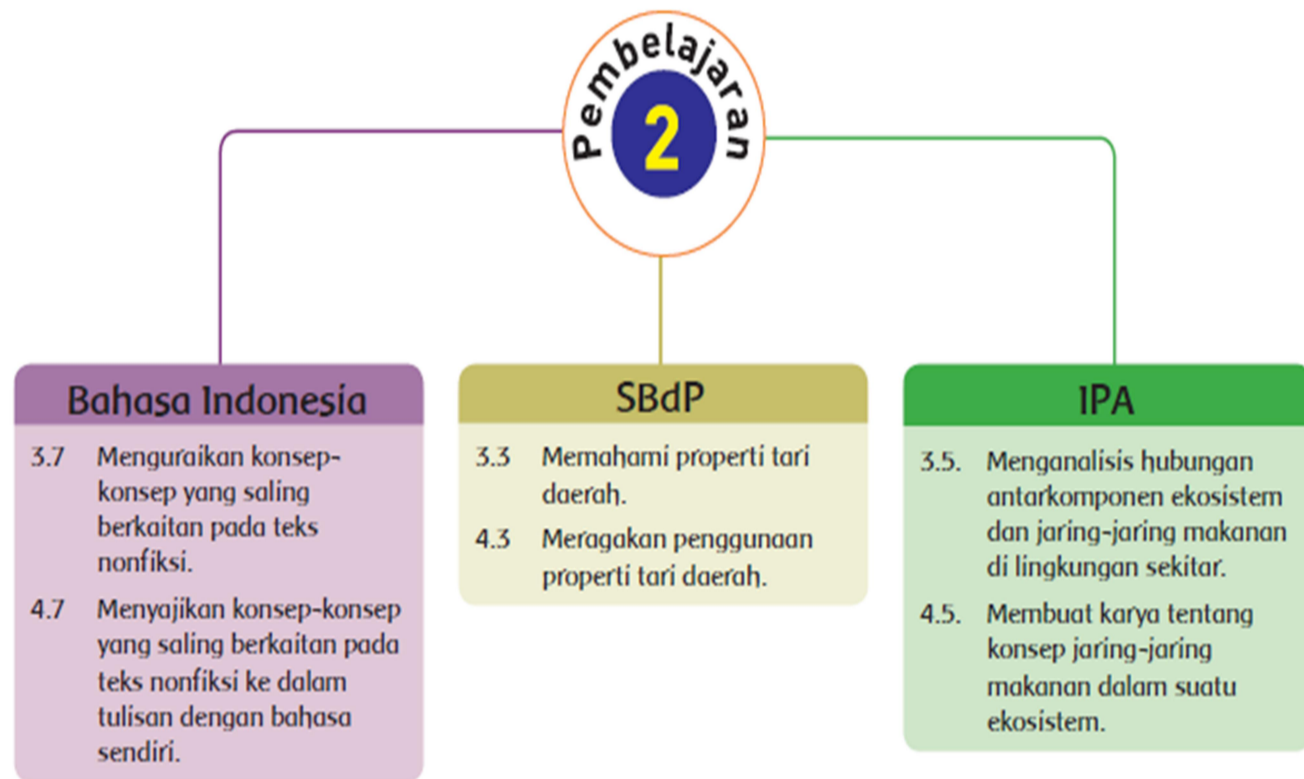 Pembelajaran
2
Bahasa Indonesia
3.7 Menguraikan konsep-
konsep yang saling
berkaitan pada teks
nonfiksi.
4.7 Menyajikan konsep-konsep
yang saling berkaitan pada
teks nonfiksi ke dalam
tulisan dengan bahasa
sendiri.
SBdP
3.3 Memahami properti tari
daerah.
4.3 Meragakan penggunaan
properti tari daerah.
IPA
3.5. Menganalisis hubungan
antarkomponen ekosistem
dan jaring-jaring makanan
di lingkungan sekitar.
4.5. Membuat karya tentang
konsep jaring-jaring
makanan dalam suatu
ekosistem.